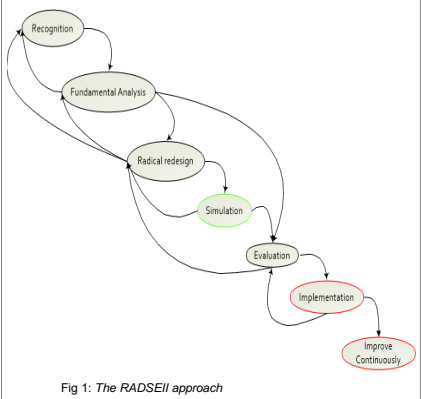 Recognition
Fundamental Analysis
Radical redesign
Simulation
Evaluation
Implementation
Improve
Continuously
Fig 1: The RADSEII approach